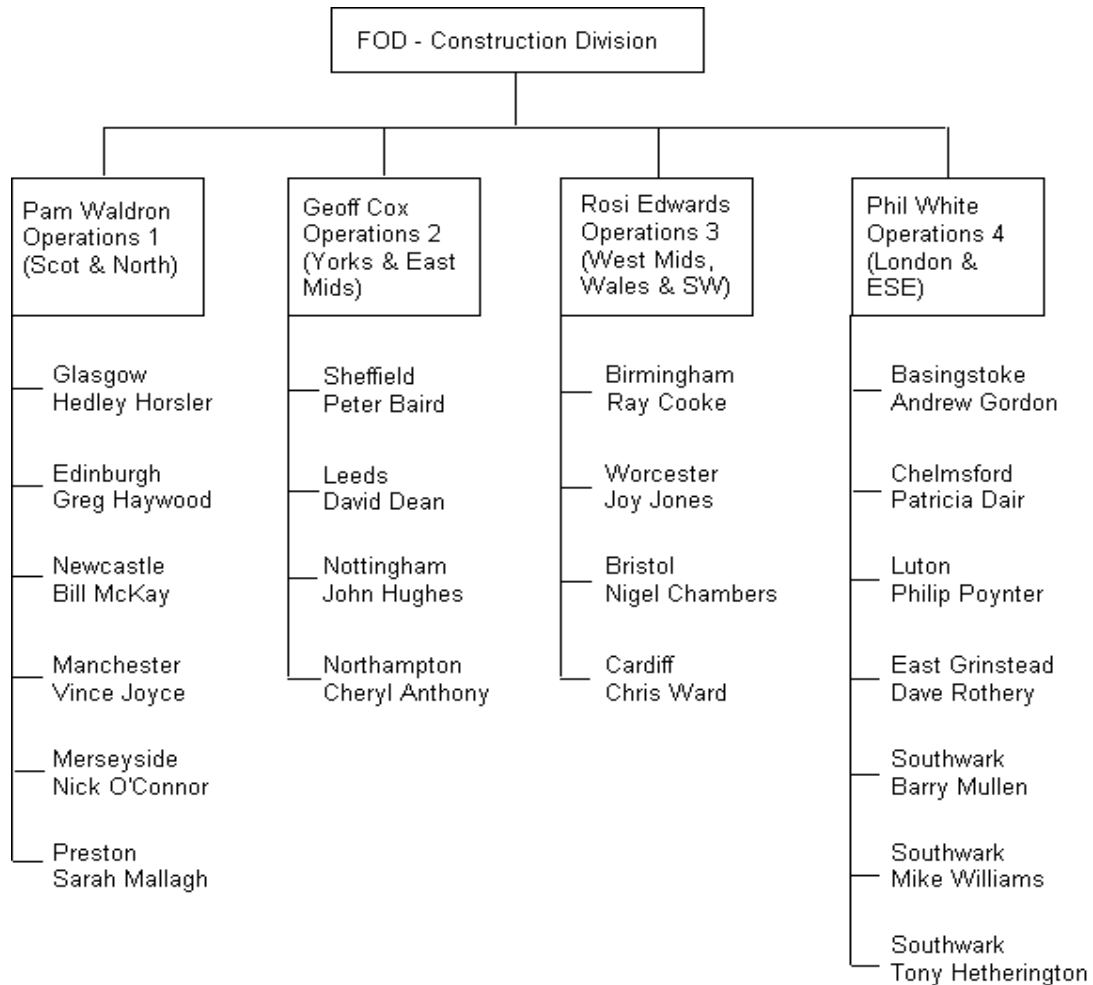 FOD - Construction Division
Pam Waldron
Operations 1
(Scot & North)
Glasgow
Hedley Horsler
Edinburgh
Greg Haywood
Newcastle
Bill McKay
Manchester
Vince Joyce
Merseyside
Nick O'Connor
Preston
Sarah Mallagh
Geoff Cox
Operations 2
(Yorks & East
Mids)
Sheffield
Peter Baird
Leeds
David Dean
Nottingham
John Hughes
Northampton
Cheryl Anthony
Rosi Edwards
Operations 3
(West Mids,
Wales & SW)
Birmingham
Ray Cooke
Worcester
Joy Jones
Bristol
Nigel Chambers
Cardiff
Chris Ward
Phil White
Operations 4
(London &
ESE)
Basingstoke
Andrew Gordon
Chelmsford
Patricia Dair
Luton
Philip Poynter
East Grinstead
Dave Rothery
Southwark
Barry Mullen
Southwark
Mike Williams
Southwark
Tony Hetherington